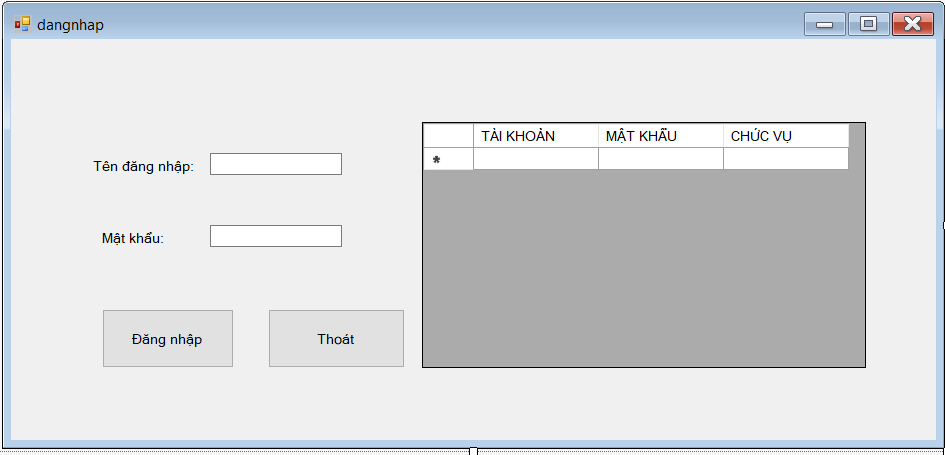 dangnhap
TÀI KHOẢN MẬT KHẨU CHỨC VỤ
*
Tên đăng nhập:
Mật khẩu:
Đăng nhập Thoát